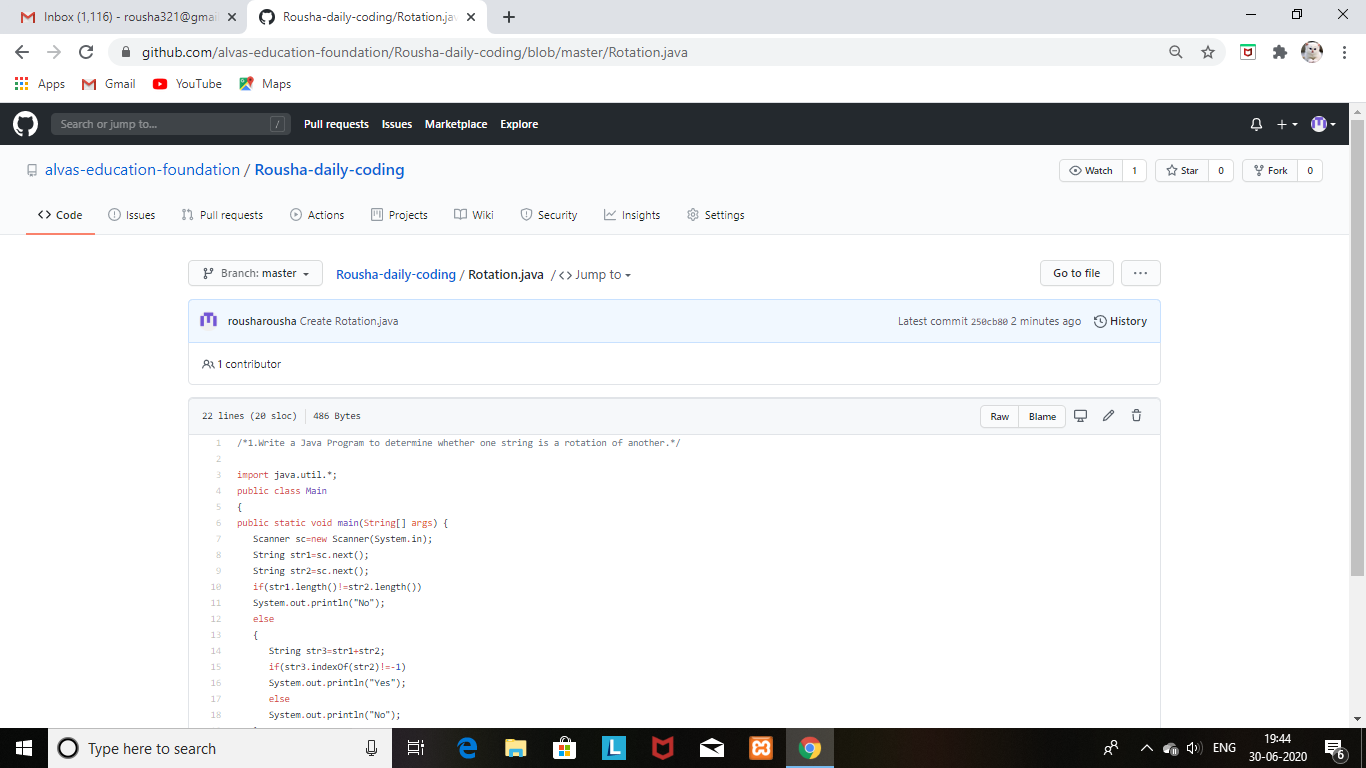 Inbox (1,116) - rousha321@gmai
Rousha-daily-coding/Rotation.jav
github.com/alvas-education-foundation/Rousha-daily-coding/blob/master/Rotation.java
Apps Gmail YouTube Maps
Search or jump to... / Pull requests Issues Marketplace Explore
alvas-education-foundation / Rousha-daily-coding
Watch 1 Star 0 Fork 0
Code Issues Pull requests Actions Projects Wiki Security Insights Settings
Branch: master Rousha-daily-coding / Rotation.java / <> Jump to Go to file ...
rousharousha Create Rotation.java Latest commit 250cb80 2 minutes ago History
1 contributor
22 lines (20 sloc) 486 Bytes Raw Blame
1 /*1.Write a Java Program to determine whether one string is a rotation of another.*/
2
3 import java.util.*;
4 public class Main
5 {
6 public static void main(String[] args) {
7 Scanner sc=new Scanner(System.in);
8 String str1=sc.next();
9 String str2=sc.next();
10 if(str1.length()!=str2.length())
11 System.out.println("No");
12 else
13 {
14 String str3=str1+str2;
15 if(str3.indexOf(str2)!=-1)
16 System.out.println("Yes");
17 else
18 System.out.println("No");
Type here to search
ENG
19:44
30-06-2020
6